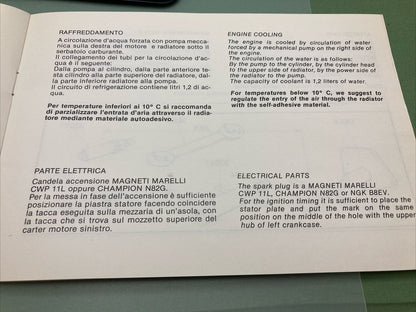 RAFFREDDAMENTO
A circolazione d'acqua forzata con pompa mecca-
nica sulla destra del motore e radiatore sotto il
serbatoio carburante.
Il collegamento dei tubi per la circolazione d'ac-
qua è il seguente:
Dalla pompa al cilindro, dalla parte anteriore te-
sta cilindro alla parte superiore del radiatore, dal-
la parte inferiore radiatore alla pompa.
Il circuito di refrigerazione contiene litri 1,2 di ac-
qua.
Per temperature inferiori ai 10° C si raccomanda
di parzializzare l'entrata d'aria attraverso il radia-
tore mediante materiale autoadesivo.
PARTE ELETTRICA
Candela accensione MAGNETI MARELLI
CWP 11L oppure CHAMPION N82G.
Per la messa in fase dell'accensione è sufficiente
posizionare la piastra statore facendo coincidere
la tacca eseguita sulla mezzaria di un'asola, con
la tacca che si trova sul mozzetto superiore del
carter motore sinistro.
ENGINE COOLING
The engine is cooled by circulation of water
forced by a mechanical pump on the right side of
the engine.
The circulation of the water is as follows:
By the pump to the cylinder, by the cylinder head
to the upper side of radiator, by the power side of
the radiator to the pump.
The capacity of coolant is 1,2 liters of water.
For temperatures below 10° C, we suggest to
regulate the entry of the air through the radiator
with the self-adhesive material.
ELECTRICAL PARTS
The spark plug is a MAGNETI MARELLI
CWP 11L, CHAMPION N82G or NGK B8EV.
For the ignition timing it is sufficient to place the
stator plate and put the mark on the same
position on the middle of the hole with the upper
hub of left crankcase.